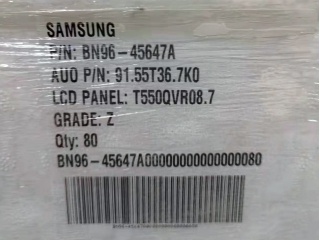 SAMSUNG
P/N: BN96-45647A
AUO P/N: 91.55T36.7K0
LCD PANEL: T550QVR08.7
GRADE: Z
Qty: 80
BN96-45647A00000000000000080